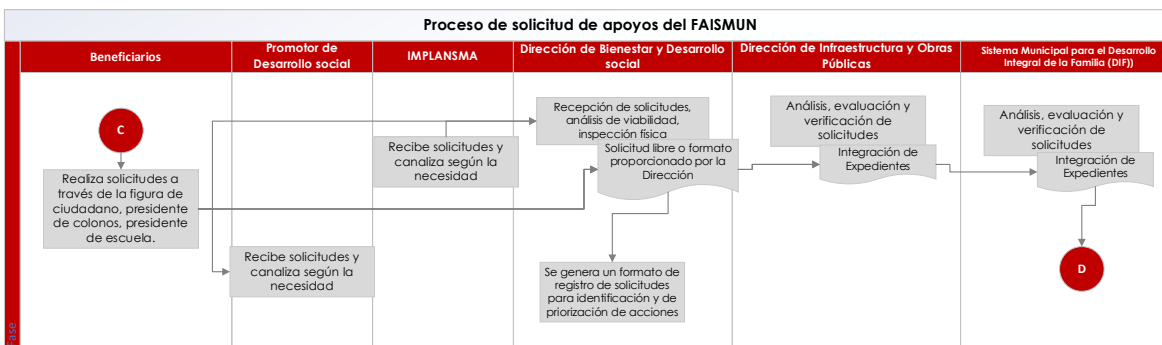 Proceso de solicitud de apoyos del FAISMUN
Beneficiarios
Promotor de
Desarrollo social
IMPLANSMA
Dirección de Bienestar y Desarrollo
social
Dirección de Infraestructura y Obras
Públicas
Sistema Municipal para el Desarrollo
Integral de la Familia (DIF))
Fase
C
Realiza solicitudes a
través de la figura de
ciudadano, presidente
de colonos, presidente
de escuela.
Recibe solicitudes y
canaliza según la
necesidad
Recibe solicitudes y
canaliza según la
necesidad
Recepción de solicitudes,
análisis de viabilidad,
inspección física
Solicitud libre o formato
proporcionado por la
Dirección
Se genera un formato de
registro de solicitudes
para identificación y de
priorización de acciones
Análisis, evaluación y
verificación de
solicitudes
Integración de
Expedientes
Análisis, evaluación y
verificación de
solicitudes
Integración de
Expedientes
D